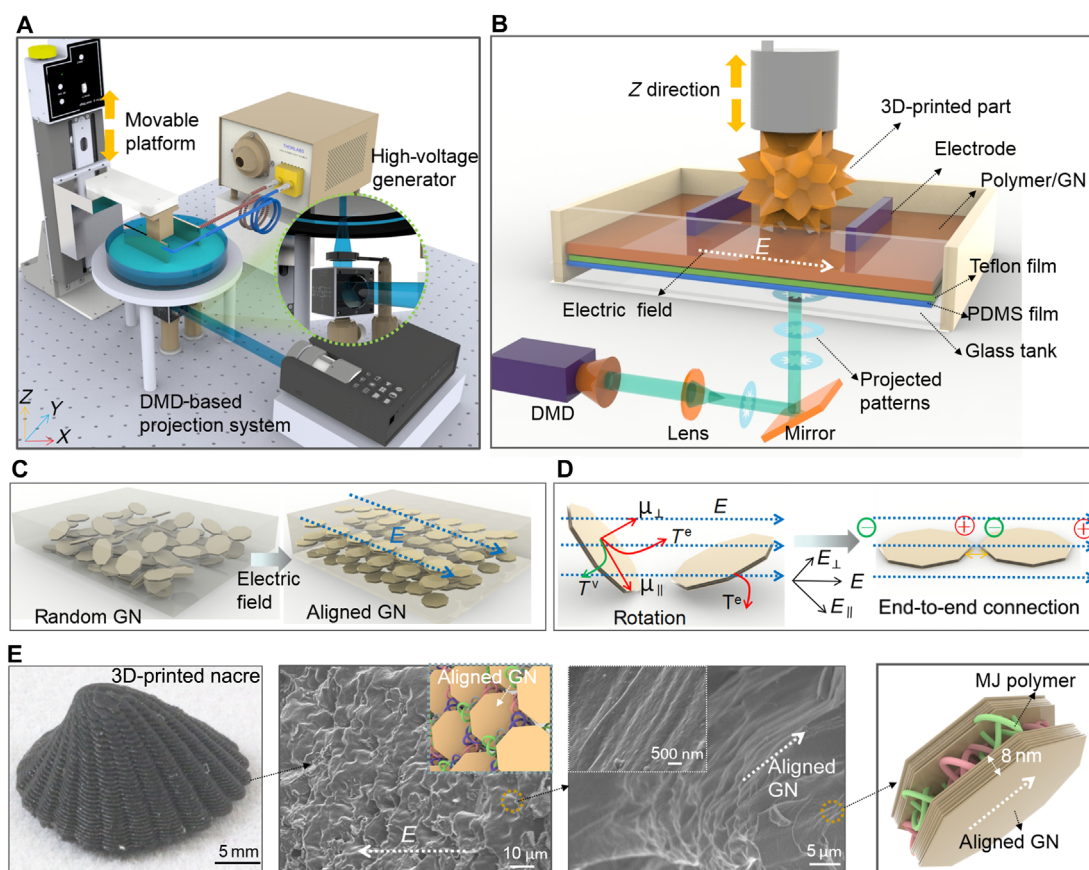 A
Movable
platform
High-voltage
generator
THORLABS
DMD-based
projection system
Z
Y
X
B
Z direction
3D-printed part
Electrode
Polymer/GN
E
Teflon film
Electric field
PDMS film
Glass tank
Projected
patterns
DMD
Lens
Mirror
C
E
Random GN
Electric
field
Aligned GN
D
μ⊥
E
Tᵉ
Tᵛ
μ∥
Tᵉ
Rotation
E⊥
E
E∥
− + − +
End-to-end connection
E
3D-printed nacre
5 mm
Aligned GN
E
10 μm
500 nm
Aligned
GN
5 μm
MJ polymer
8 nm
Aligned GN